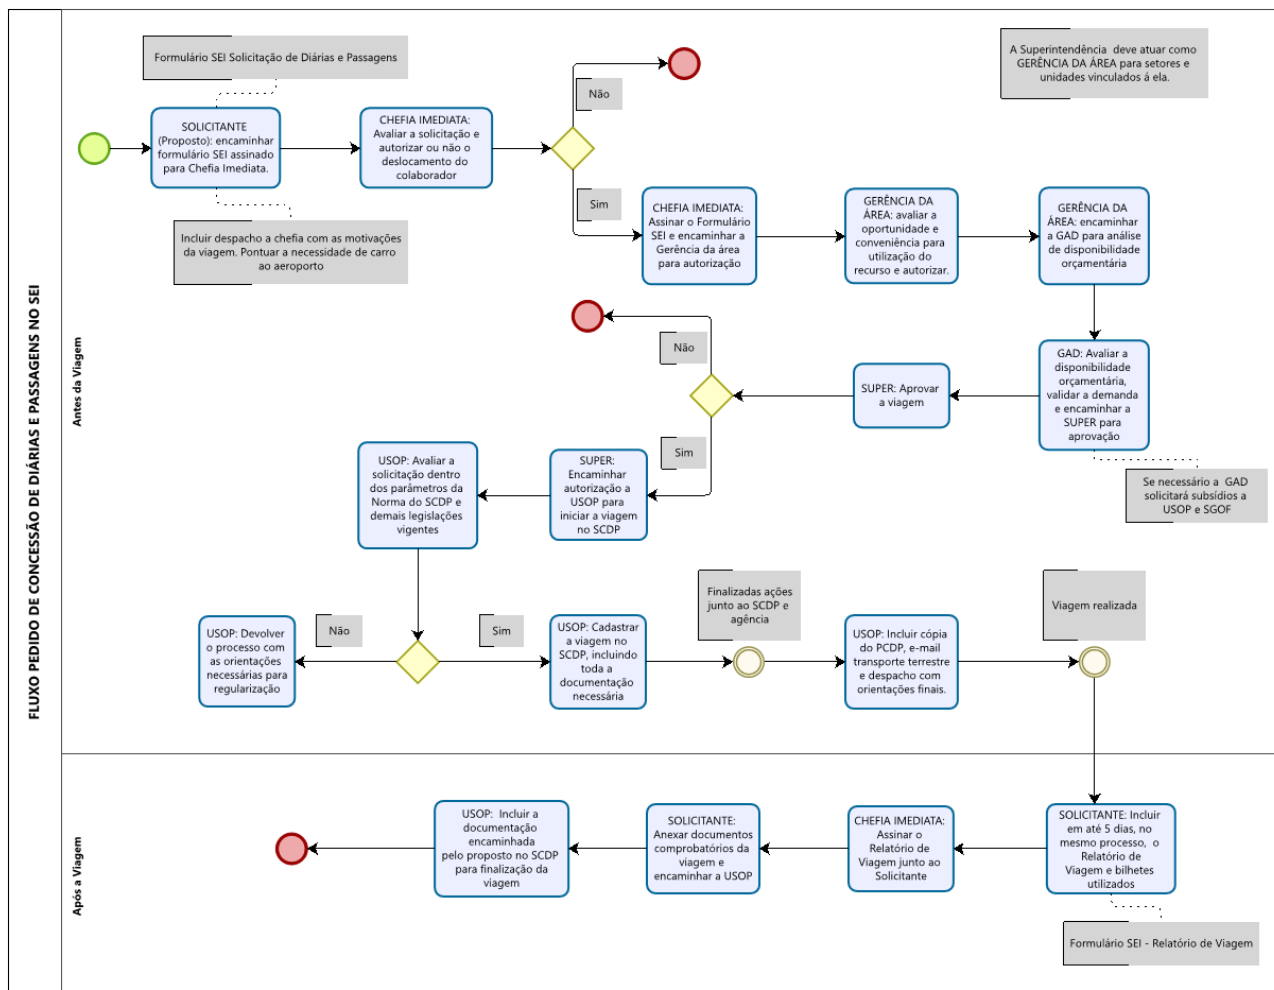 FLUXO PEDIDO DE CONCESSÃO DE DIÁRIAS E PASSAGENS NO SEI
Antes da Viagem
Formulário SEI Solicitação de Diárias e Passagens
A Superintendência deve atuar como
GERÊNCIA DA ÁREA para setores e
unidades vinculados á ela.
SOLICITANTE
(Proposto): encaminhar
formulário SEI assinado
para Chefia Imediata.
CHEFIA IMEDIATA:
Avaliar a solicitação e
autorizar ou não o
deslocamento do
colaborador
Não
Sim
Incluir despacho a chefia com as motivações
da viagem. Pontuar a necessidade de carro
ao aeroporto
CHEFIA IMEDIATA:
Assinar o Formulário
SEI e encaminhar a
Gerência da área
para autorização
GERÊNCIA DA
ÁREA: avaliar a
oportunidade e
conveniência para
utilização do
recurso e autorizar.
GERÊNCIA DA
ÁREA: encaminhar
a GAD para análise
de disponibilidade
orçamentária
GAD: Avaliar a
disponibilidade
orçamentária,
validar a demanda
e encaminhar a
SUPER para
aprovação
Se necessário a GAD
solicitará subsídios a
USOP e SGOF
SUPER: Aprovar
a viagem
Não
Sim
SUPER:
Encaminhar
autorização a
USOP para
iniciar a viagem
no SCDP
USOP: Avaliar a
solicitação dentro
dos parâmetros da
Norma do SCDP e
demais legislações
vigentes
Não
Sim
USOP: Devolver
o processo com
as orientações
necessárias para
regularização
USOP: Cadastrar
a viagem no
SCDP, incluindo
toda a
documentação
necessária
Finalizadas ações
junto ao SCDP e
agência
USOP: Incluir cópia
do PCDP, e-mail
transporte terrestre
e despacho com
orientações finais.
Viagem realizada
Após a Viagem
SOLICITANTE: Incluir
em até 5 dias, no
mesmo processo, o
Relatório de
Viagem e bilhetes
utilizados
Formulário SEI - Relatório de Viagem
CHEFIA IMEDIATA:
Assinar o
Relatório de
Viagem junto ao
Solicitante
SOLICITANTE:
Anexar documentos
comprobatórios da
viagem e
encaminhar a USOP
USOP: Incluir a
documentação
encaminhada
pelo proposto no SCDP
para finalização da
viagem